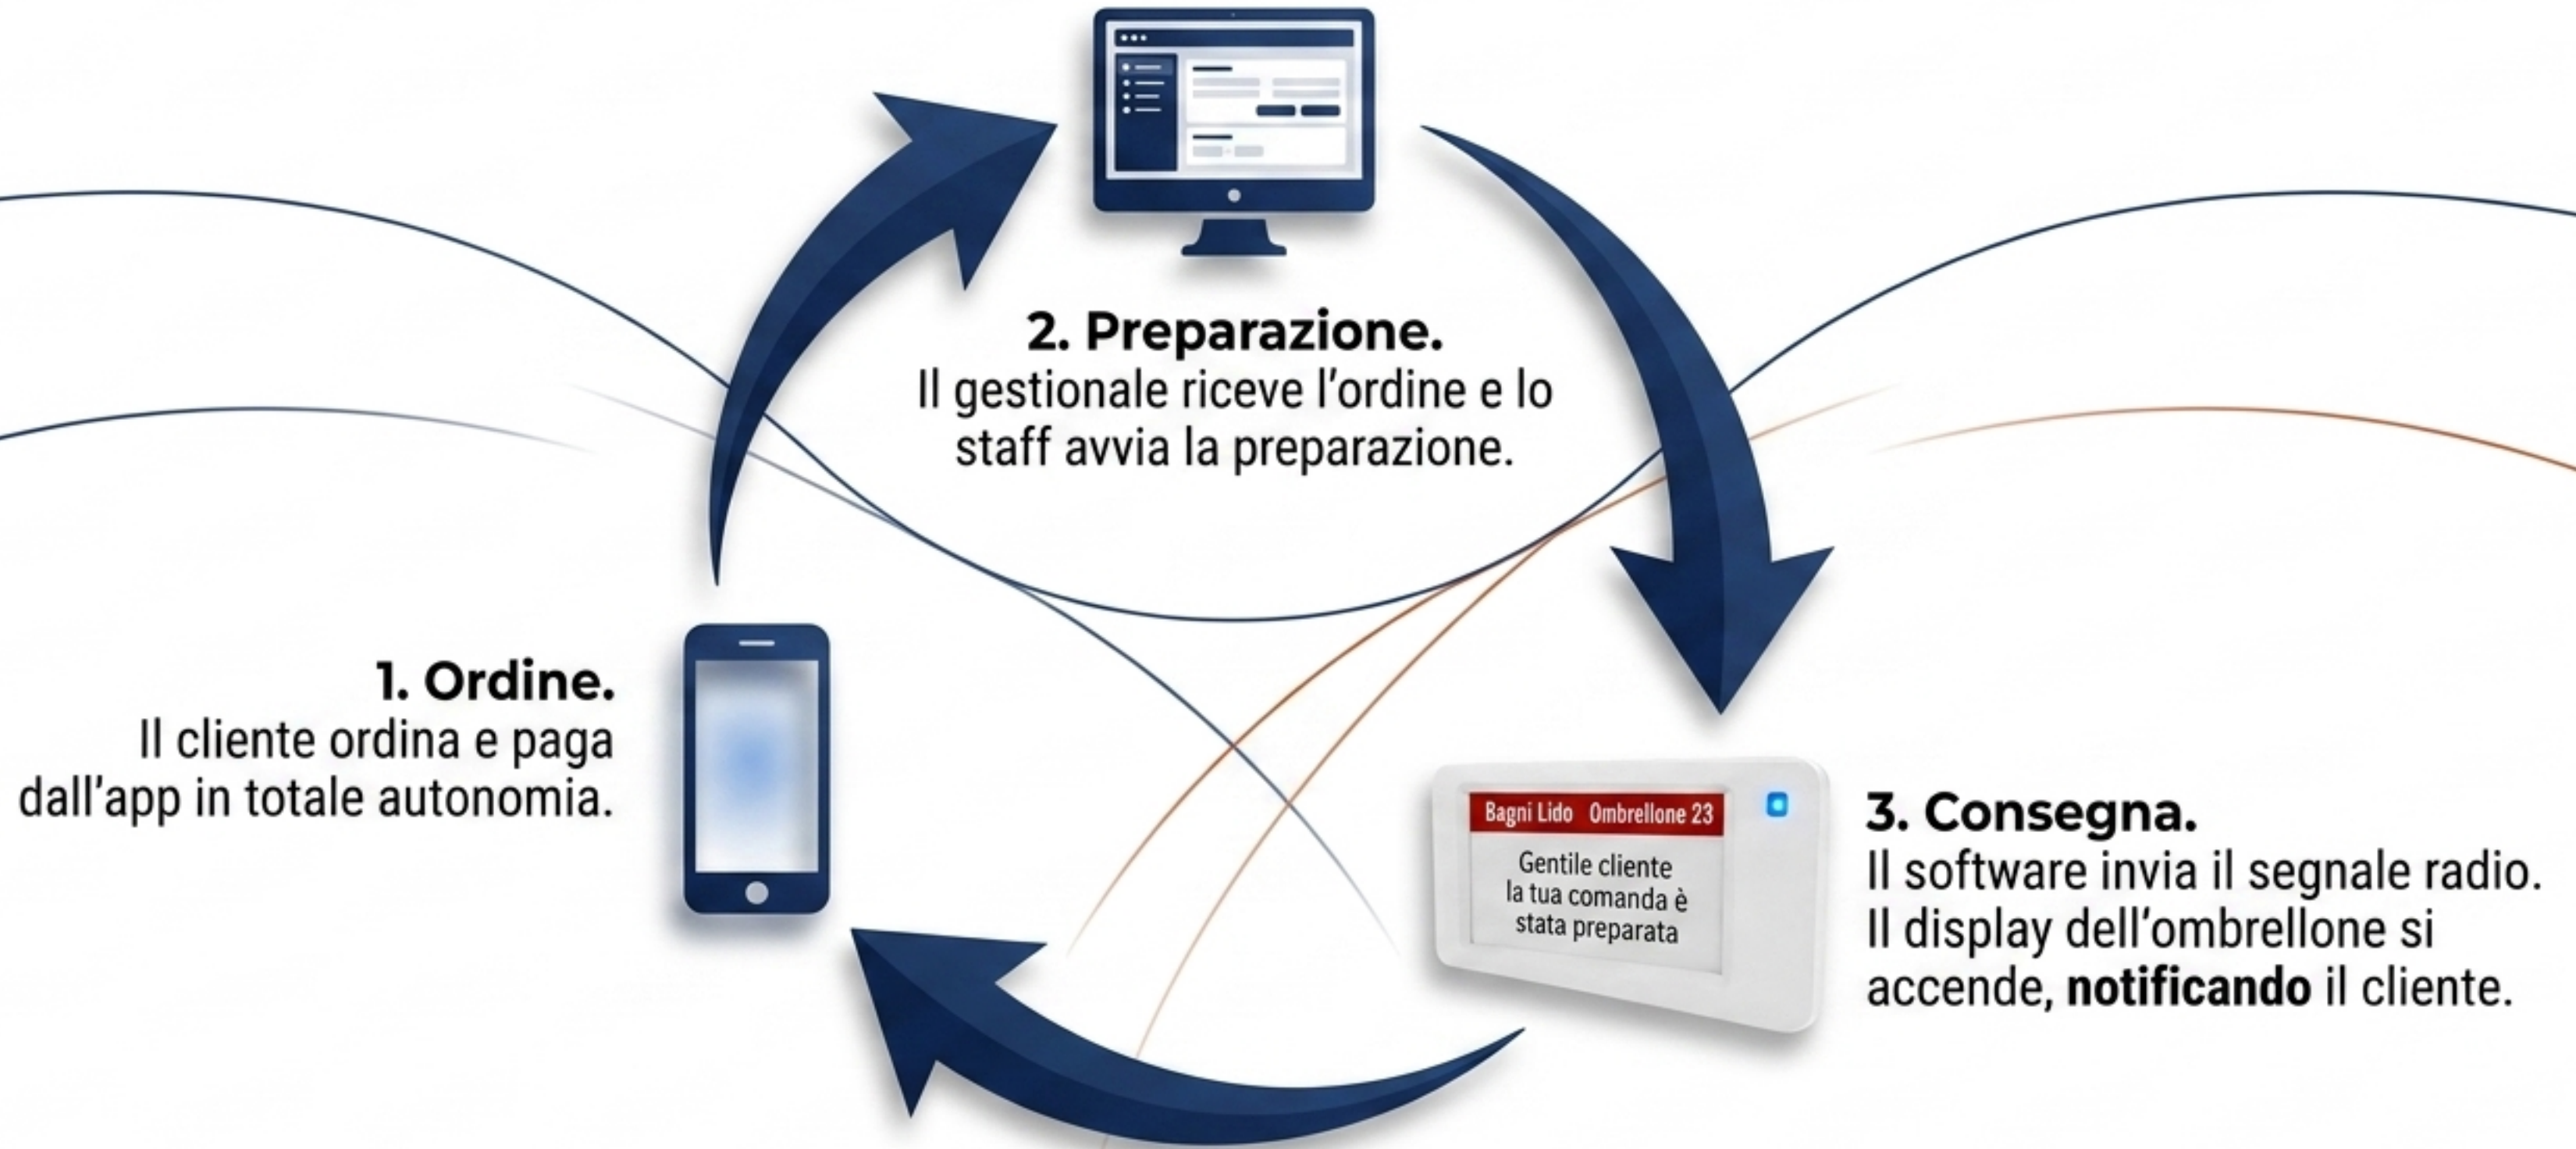 1. Ordine.
Il cliente ordina e paga
dall’app in totale autonomia.
2. Preparazione.
Il gestionale riceve l’ordine e lo
staff avvia la preparazione.
Bagni Lido Ombrellone 23
Gentile cliente
la tua comanda è
stata preparata
3. Consegna.
Il software invia il segnale radio.
Il display dell’ombrellone si
accende, notificando il cliente.